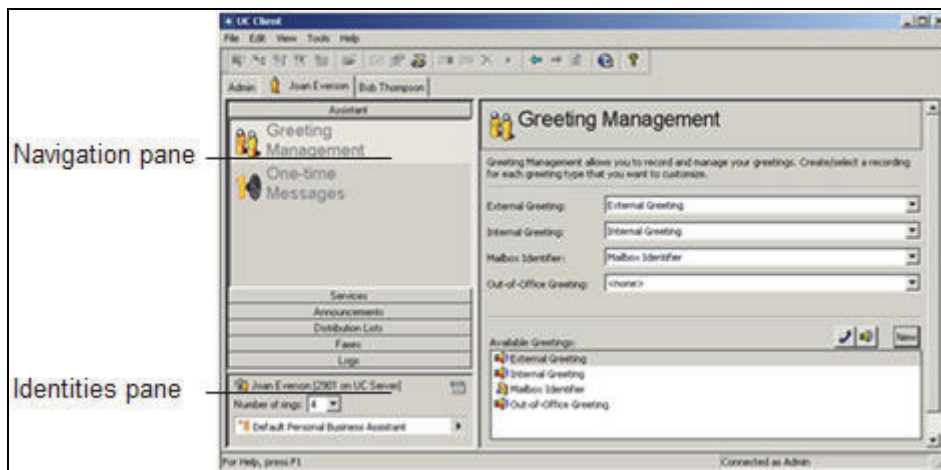 UC Client
File Edit View Tools Help
Admin Joan Everson Bob Thompson
Assistant
Greeting Management
One-time Messages
Services
Announcements
Distribution Lists
Faxes
Logs
Joan Everson [2901 on UC Server]
Number of rings: 4
Default Personal Business Assistant
Navigation pane
Identities pane
Greeting Management
Greeting Management allows you to record and manage your greetings. Create/select a recording
for each greeting type that you want to customize.
External Greeting: External Greeting
Internal Greeting: Internal Greeting
Mailbox Identifier: Mailbox Identifier
Out-of-Office Greeting: <none>
New
Available Greetings:
External Greeting
Internal Greeting
Mailbox Identifier
Out-of-Office Greeting
For Help, press F1
Connected as Admin